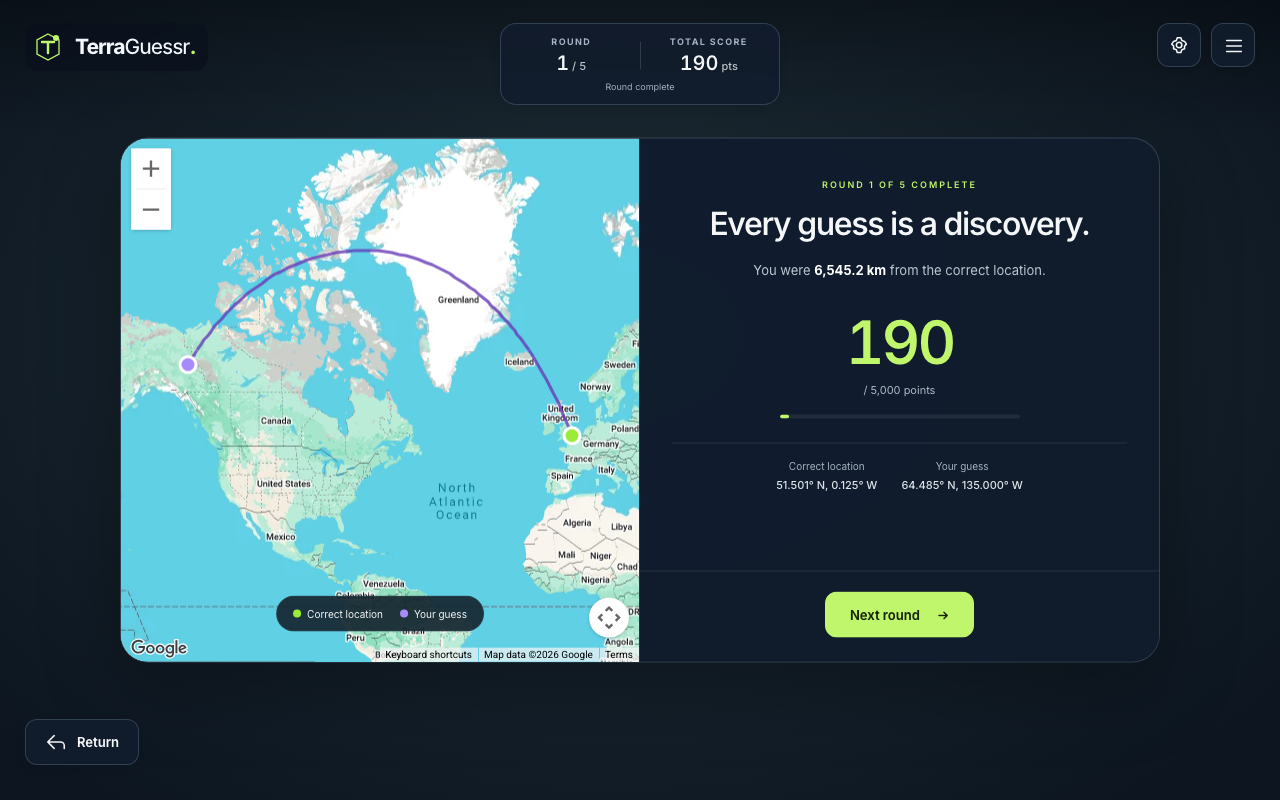 TerraGuessr.
ROUND
1 / 5
TOTAL SCORE
190 pts
Round complete
Greenland
Iceland
Sweden
Norway
United
Kingdom
Poland
Germany
France
Italy
Spain
Canada
United States
North
Atlantic
Ocean
Mexico
Algeria
Libya
Mali
Niger
Chad
Nigeria
Venezuela
Colombia
Correct location
Your guess
Peru
Brazil
DR
Angola
Google
Keyboard shortcuts
Map data ©2026 Google
Terms
ROUND 1 OF 5 COMPLETE
Every guess is a discovery.
You were 6,545.2 km from the correct location.
190
/ 5,000 points
Correct location
51.501° N, 0.125° W
Your guess
64.485° N, 135.000° W
Next round
Return